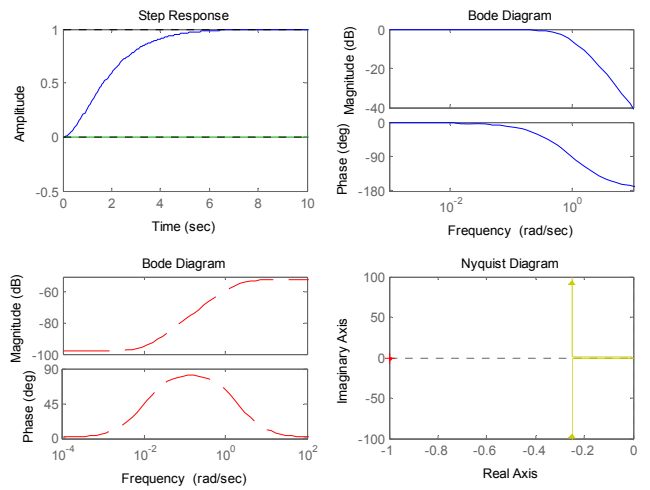 Step Response
Amplitude
1
0.5
0
-0.5
0 2 4 6 8 10
Time (sec)
Bode Diagram
Magnitude (dB)
0
-20
-40
Phase (deg)
0
-90
-180
10^-2 10^0
Frequency (rad/sec)
Bode Diagram
Magnitude (dB)
-60
-80
-100
Phase (deg)
90
45
0
10^-4 10^-2 10^0 10^2
Frequency (rad/sec)
Nyquist Diagram
Imaginary Axis
100
50
0
-50
-100
-1 -0.8 -0.6 -0.4 -0.2 0
Real Axis